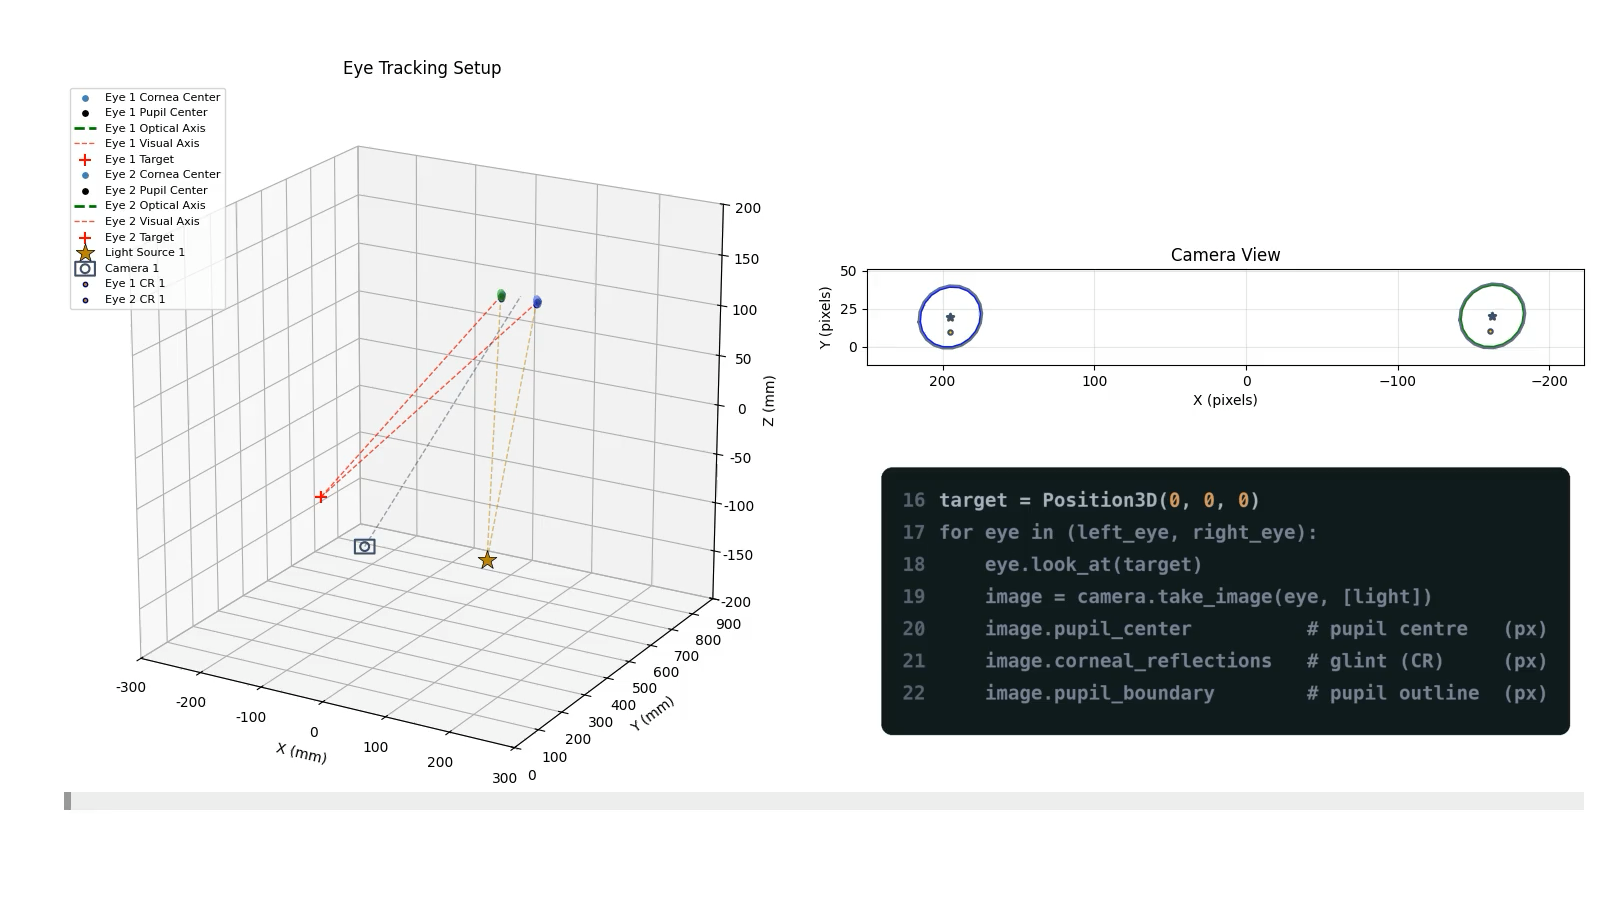 Eye Tracking Setup
Eye 1 Cornea Center
Eye 1 Pupil Center
Eye 1 Optical Axis
Eye 1 Visual Axis
Eye 1 Target
Eye 2 Cornea Center
Eye 2 Pupil Center
Eye 2 Optical Axis
Eye 2 Visual Axis
Eye 2 Target
Light Source 1
Camera 1
Eye 1 CR 1
Eye 2 CR 1
200
150
100
50
0
-50
-100
-150
-200
Z (mm)
900
800
700
600
500
400
300
200
100
0
Y (mm)
-300
-200
-100
0
100
200
300
X (mm)
Camera View
50
25
0
Y (pixels)
200
100
0
−100
−200
X (pixels)
16 target = Position3D(0, 0, 0)
17 for eye in (left_eye, right_eye):
18     eye.look_at(target)
19     image = camera.take_image(eye, [light])
20     image.pupil_center          # pupil centre   (px)
21     image.corneal_reflections   # glint (CR)     (px)
22     image.pupil_boundary        # pupil outline  (px)